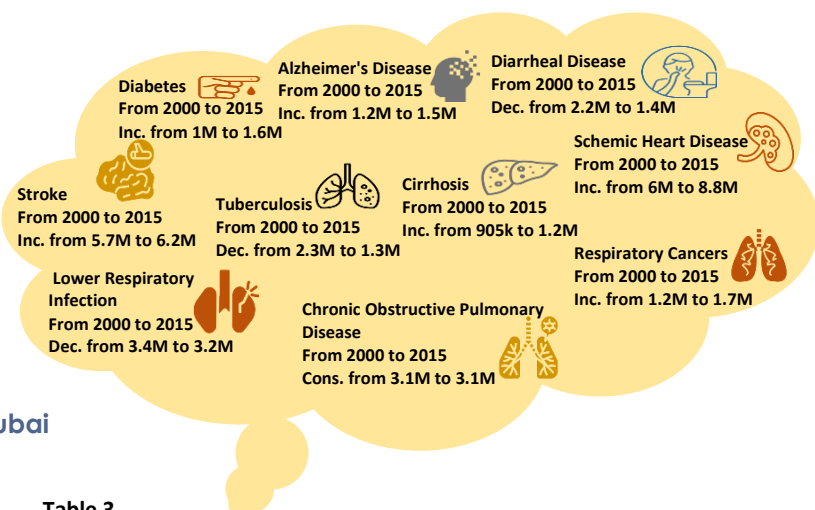 Diabetes
From 2000 to 2015
Inc. from 1M to 1.6M
Alzheimer's Disease
From 2000 to 2015
Inc. from 1.2M to 1.5M
Diarrheal Disease
From 2000 to 2015
Dec. from 2.2M to 1.4M
Schemic Heart Disease
From 2000 to 2015
Inc. from 6M to 8.8M
Stroke
From 2000 to 2015
Inc. from 5.7M to 6.2M
Tuberculosis
From 2000 to 2015
Dec. from 2.3M to 1.3M
Cirrhosis
From 2000 to 2015
Inc. from 905k to 1.2M
Respiratory Cancers
From 2000 to 2015
Inc. from 1.2M to 1.7M
Lower Respiratory
Infection
From 2000 to 2015
Dec. from 3.4M to 3.2M
Chronic Obstructive Pulmonary
Disease
From 2000 to 2015
Cons. from 3.1M to 3.1M
ubai
Table 3